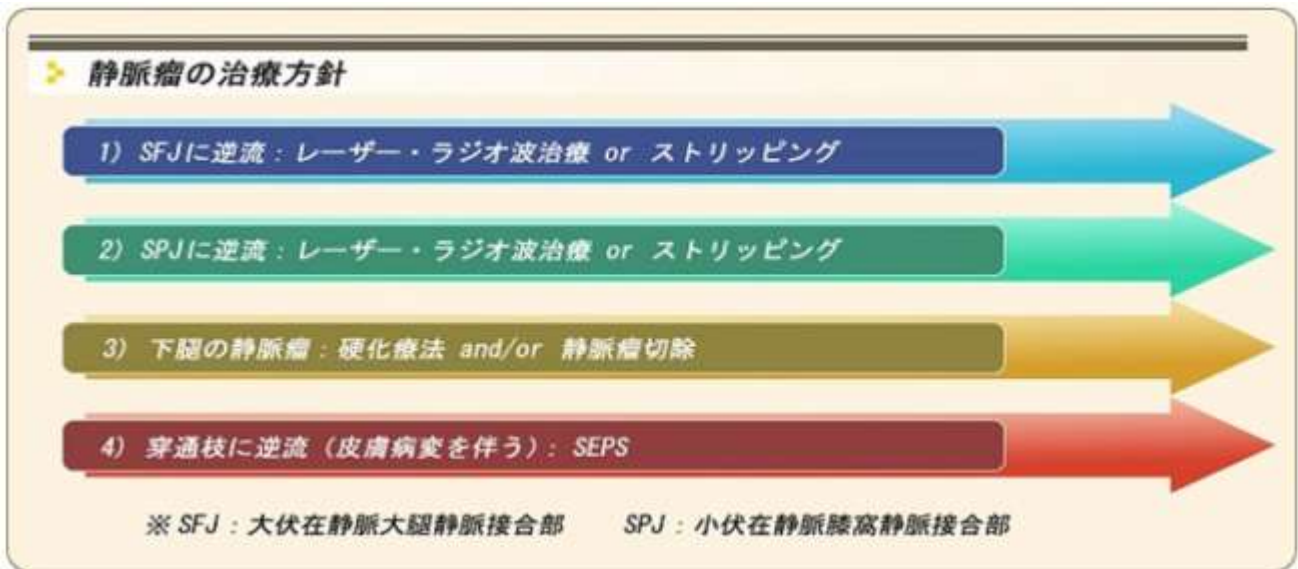 静脈瘤の治療方針
1) SFJに逆流：レーザー・ラジオ波治療 or ストリッピング
2) SPJに逆流：レーザー・ラジオ波治療 or ストリッピング
3) 下腿の静脈瘤：硬化療法 and/or 静脈瘤切除
4) 穿通枝に逆流（皮膚病変を伴う）：SEPS
※ SFJ：大伏在静脈大腿静脈接合部 SPJ：小伏在静脈膝窩静脈接合部